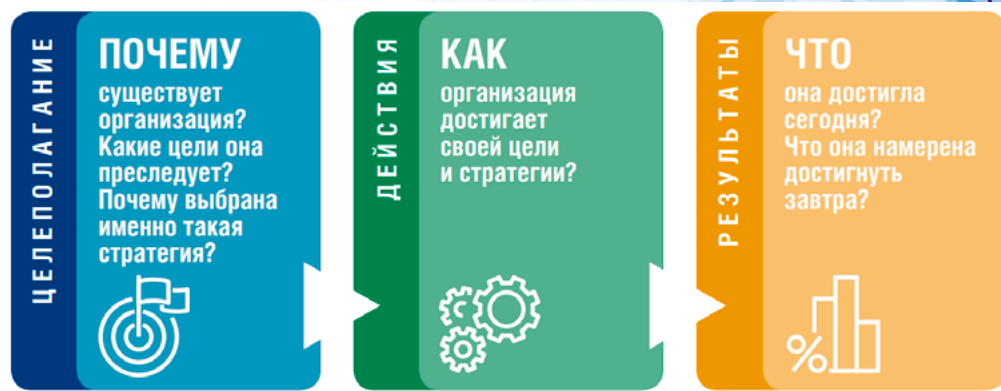 ЦЕЛЕПОЛАГАНИЕ
ПОЧЕМУ
существует
организация?
Какие цели она
преследует?
Почему выбрана
именно такая
стратегия?
ДЕЙСТВИЯ
КАК
организация
достигает
своей цели
и стратегии?
РЕЗУЛЬТАТЫ
ЧТО
она достигла
сегодня?
Что она намерена
достигнуть
завтра?
%